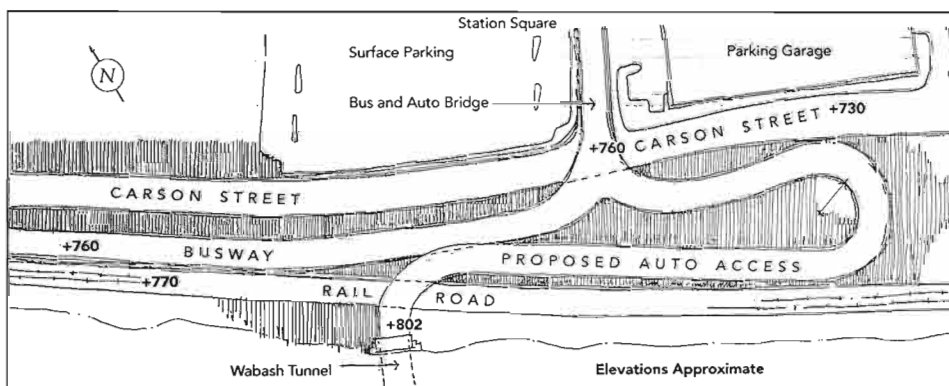 Station Square
N
Surface Parking
Parking Garage
Bus and Auto Bridge
+730
CARSON STREET
+760
CARSON STREET
+760
BUSWAY
PROPOSED AUTO ACCESS
+770
RAIL ROAD
+802
Wabash Tunnel
Elevations Approximate